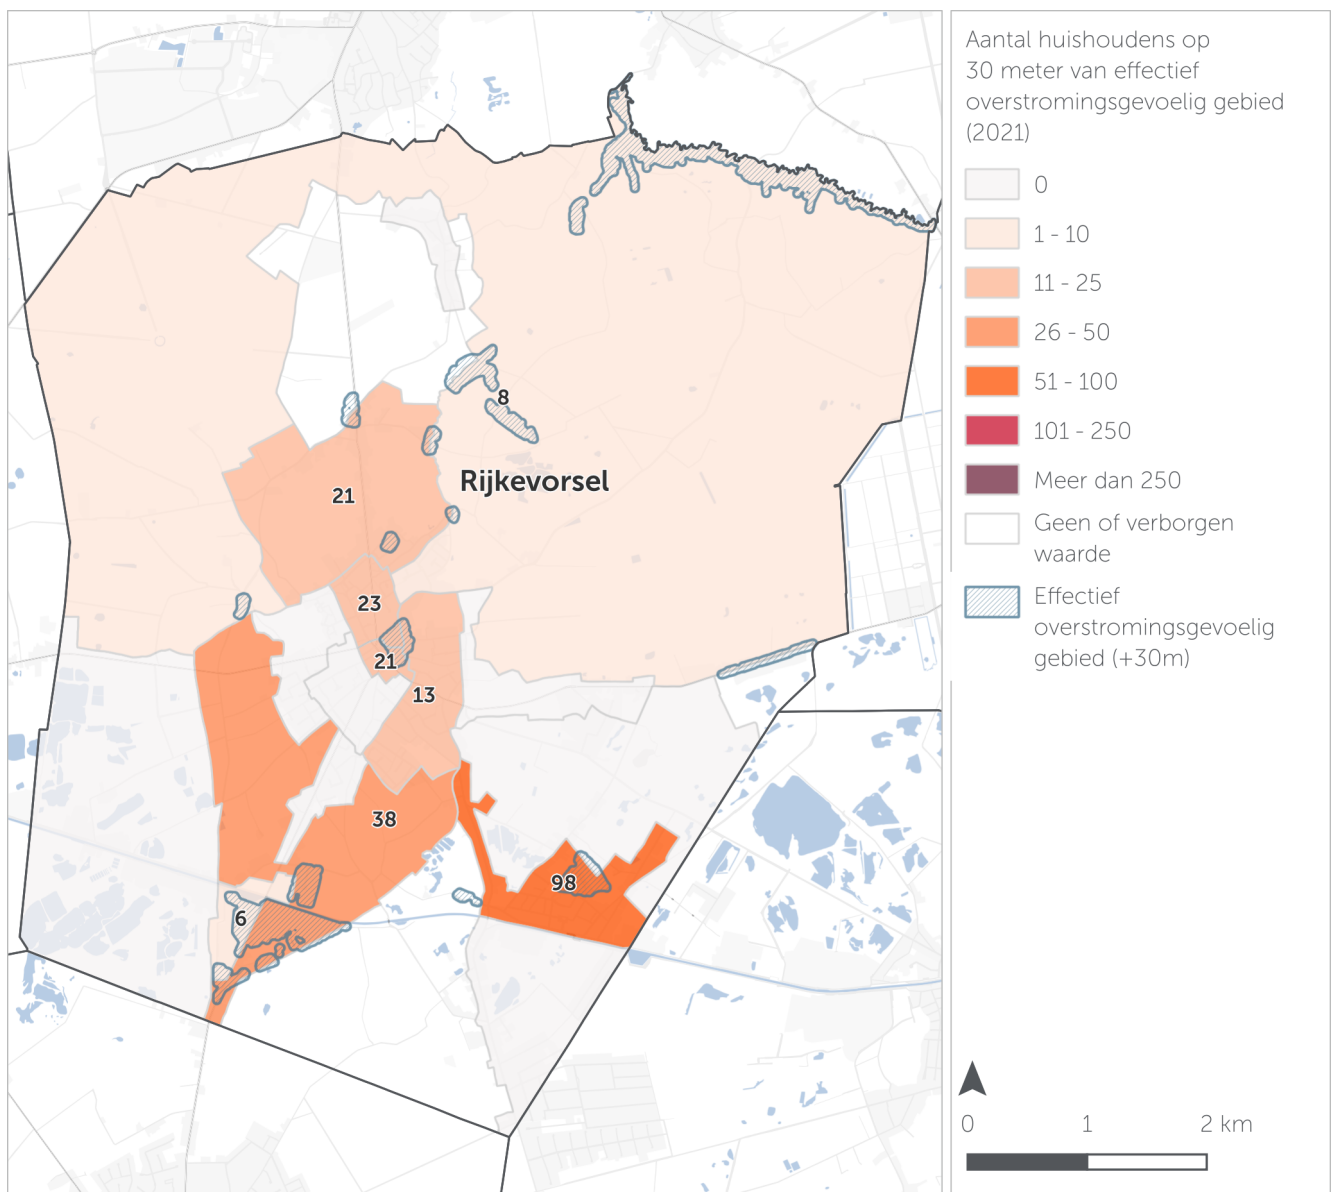 Aantal huishoudens op
30 meter van effectief
overstromingsgevoelig gebied
(2021)
0
1 - 10
11 - 25
26 - 50
51 - 100
101 - 250
Meer dan 250
Geen of verborgen
waarde
Effectief
overstromingsgevoelig
gebied (+30m)
8
Rijkevorsel
21
23
21
13
38
98
6
0 1 2 km